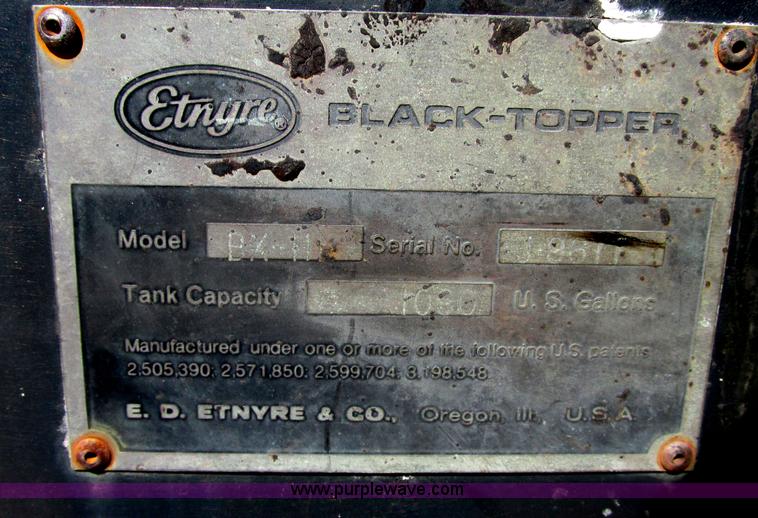 Etnyre®
BLACK-TOPPER
Model Serial No.
Tank Capacity U. S. Gallons
Manufactured under one or more of the following U.S. patents
2,505,390; 2,571,850; 2,599,704; 3,198,548
E. D. ETNYRE & CO., Oregon, Ill., U.S.A.
www.purplewave.com